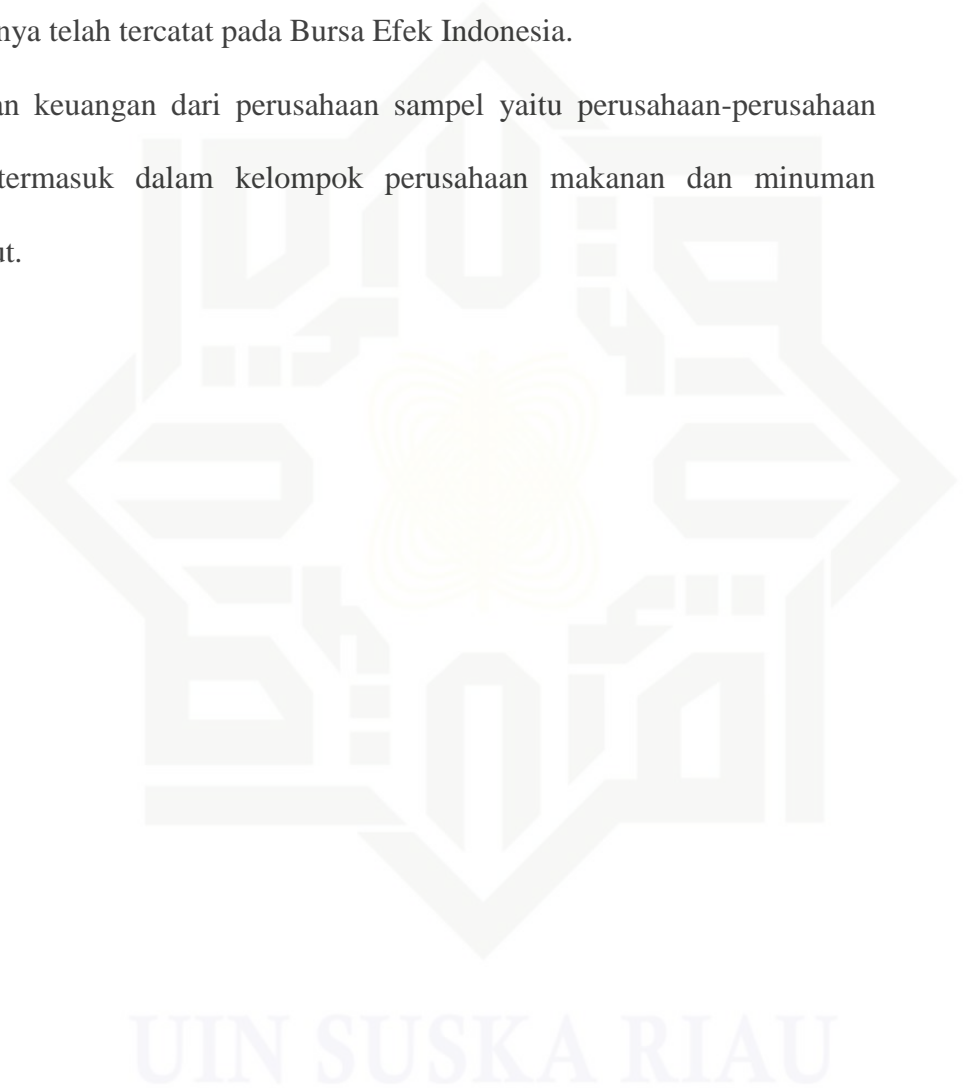 nya telah tercatat pada Bursa Efek Indonesia.
an keuangan dari perusahaan sampel yaitu perusahaan-perusahaan
termasuk dalam kelompok perusahaan makanan dan minuman
ut.
UIN SUSKA RIAU